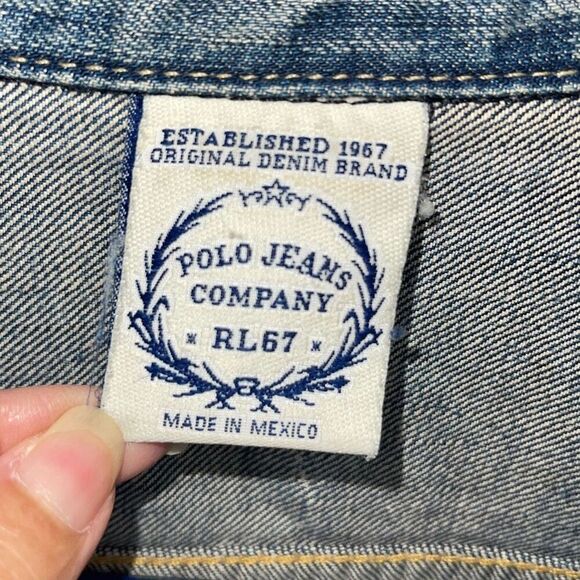 ESTABLISHED 1967
ORIGINAL DENIM BRAND
POLO JEANS
COMPANY
* RL67 *
MADE IN MEXICO